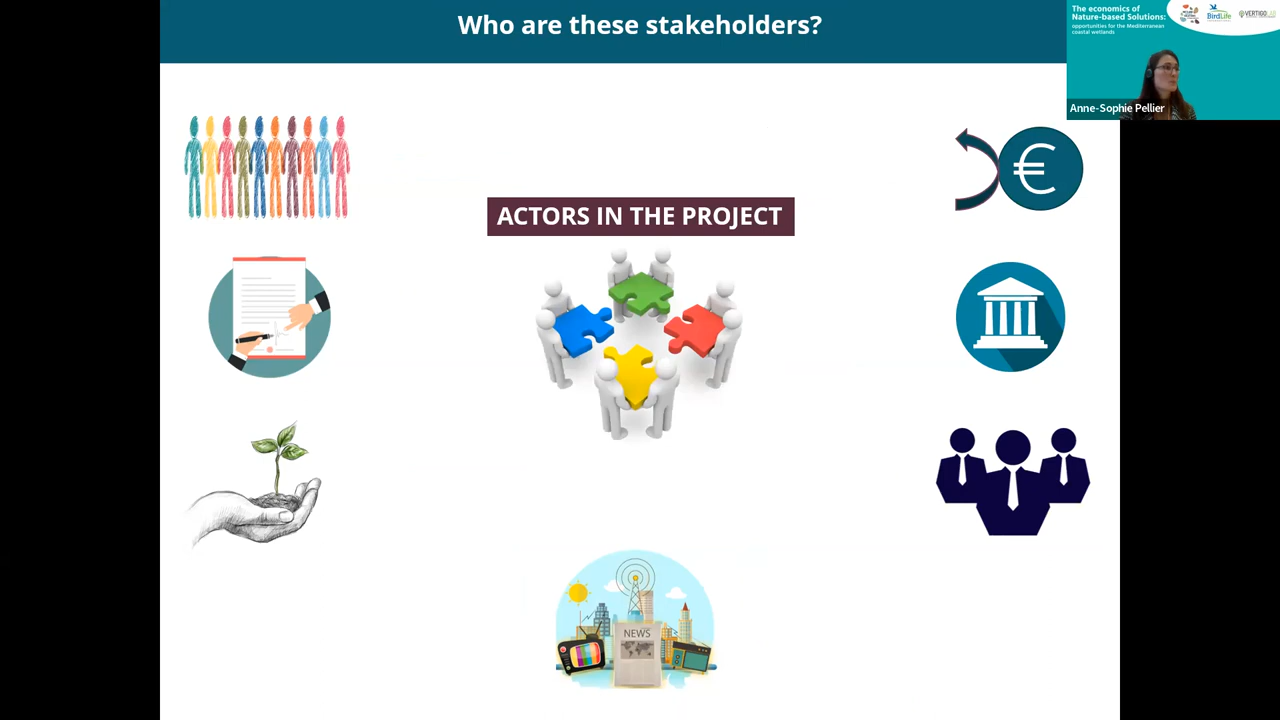 Who are these stakeholders?
The economics of
Nature-based Solutions:
opportunities for the Mediterranean
coastal wetlands
BirdLife
VERTIGOLAB
Anne-Sophie Pellier
€
ACTORS IN THE PROJECT
NEWS